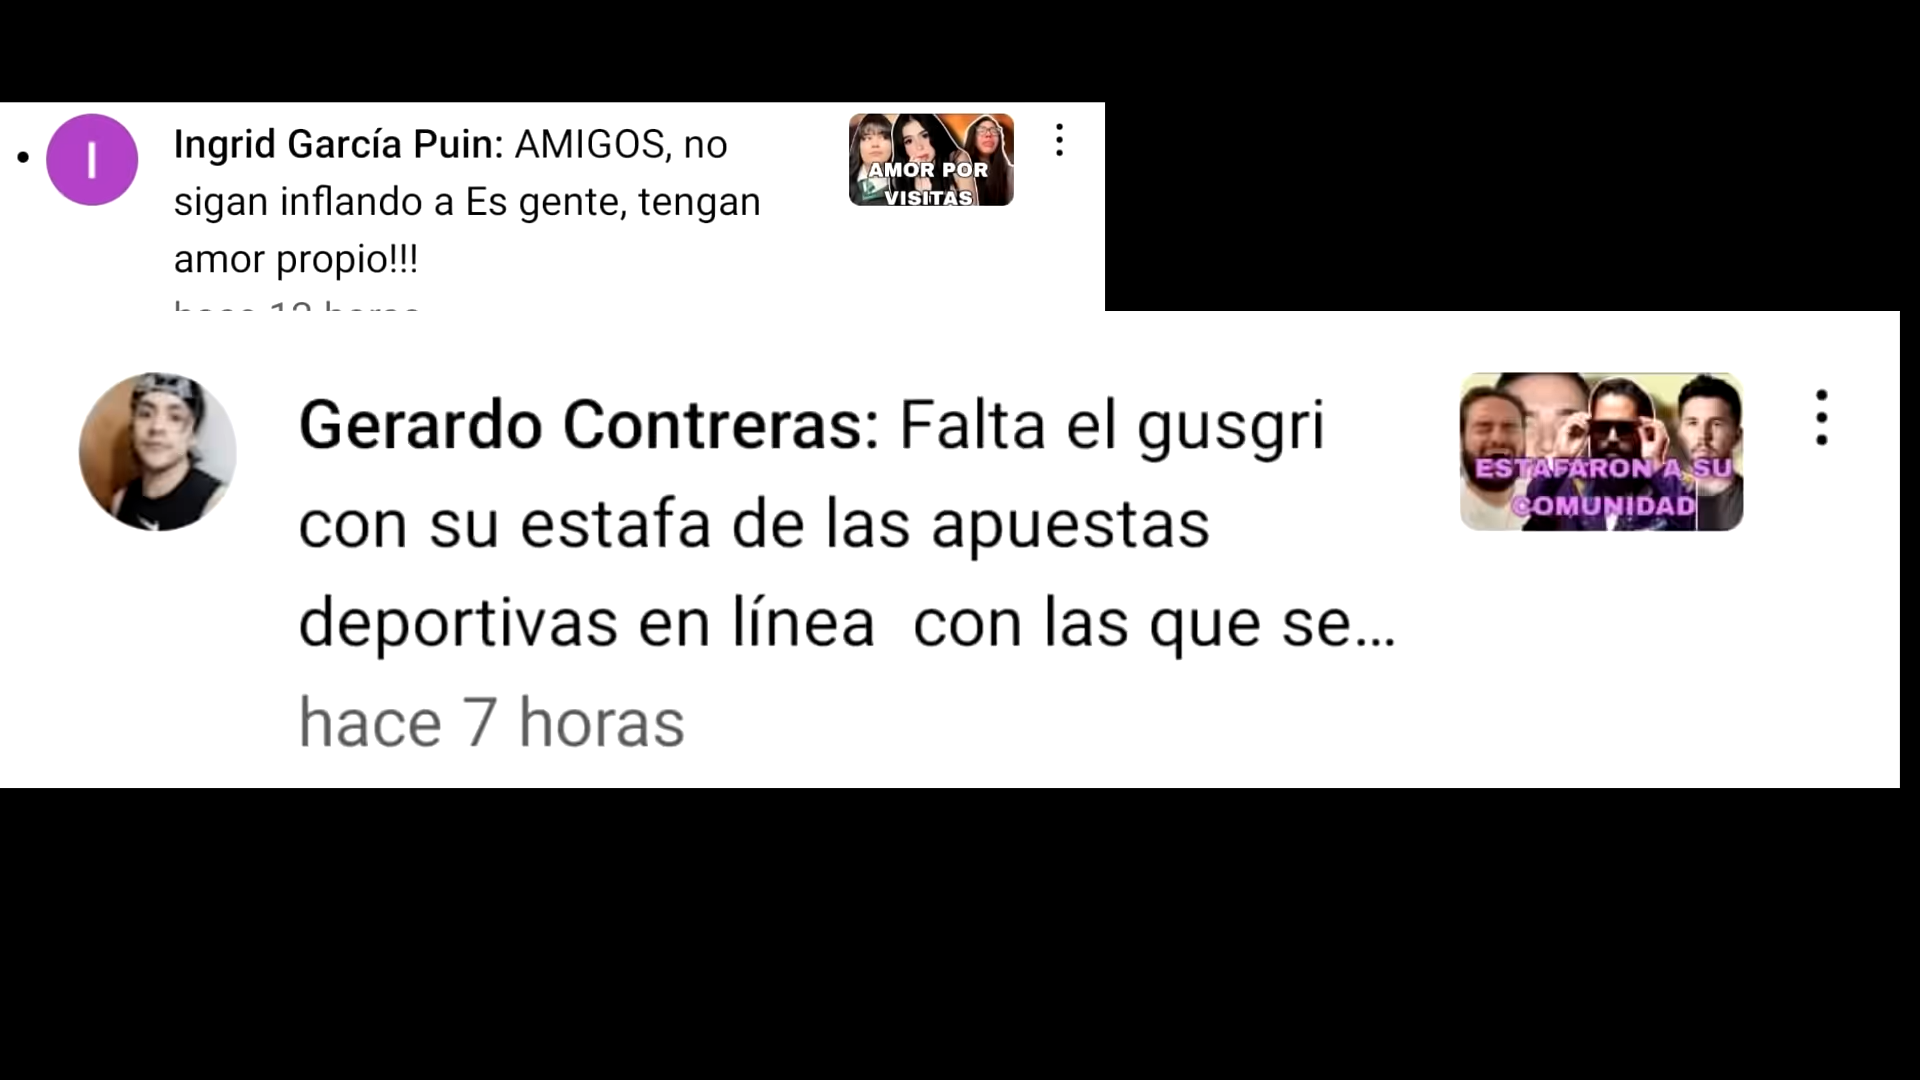 I
Ingrid García Puin: AMIGOS, no
sigan inflando a Es gente, tengan
amor propio!!!
AMOR POR
VISITAS
Gerardo Contreras: Falta el gusgri
con su estafa de las apuestas
deportivas en línea con las que se...
hace 7 horas
ESTAFARON A SU
COMUNIDAD